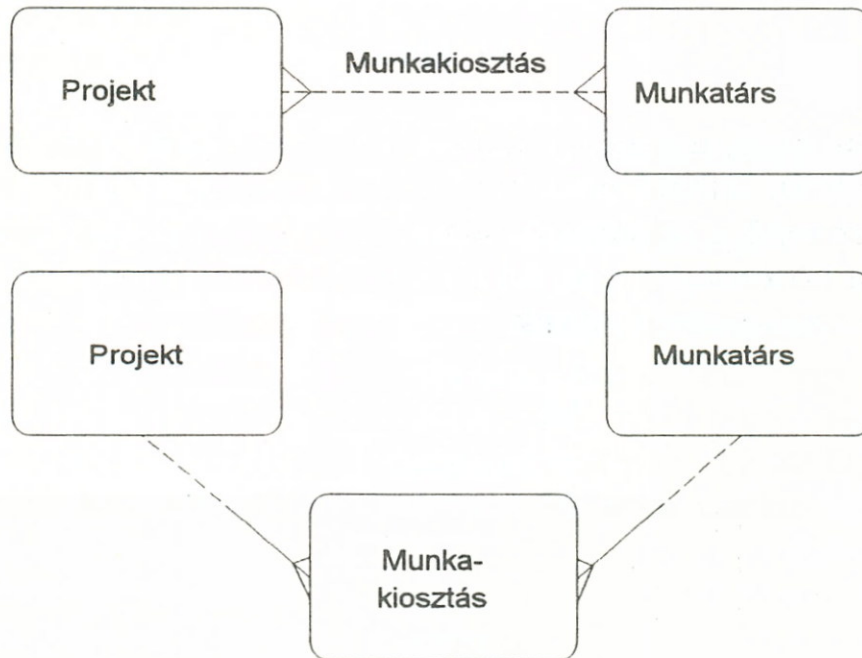 Munkakiosztás
Projekt
Munkatárs
Projekt
Munkatárs
Munka-
kiosztás